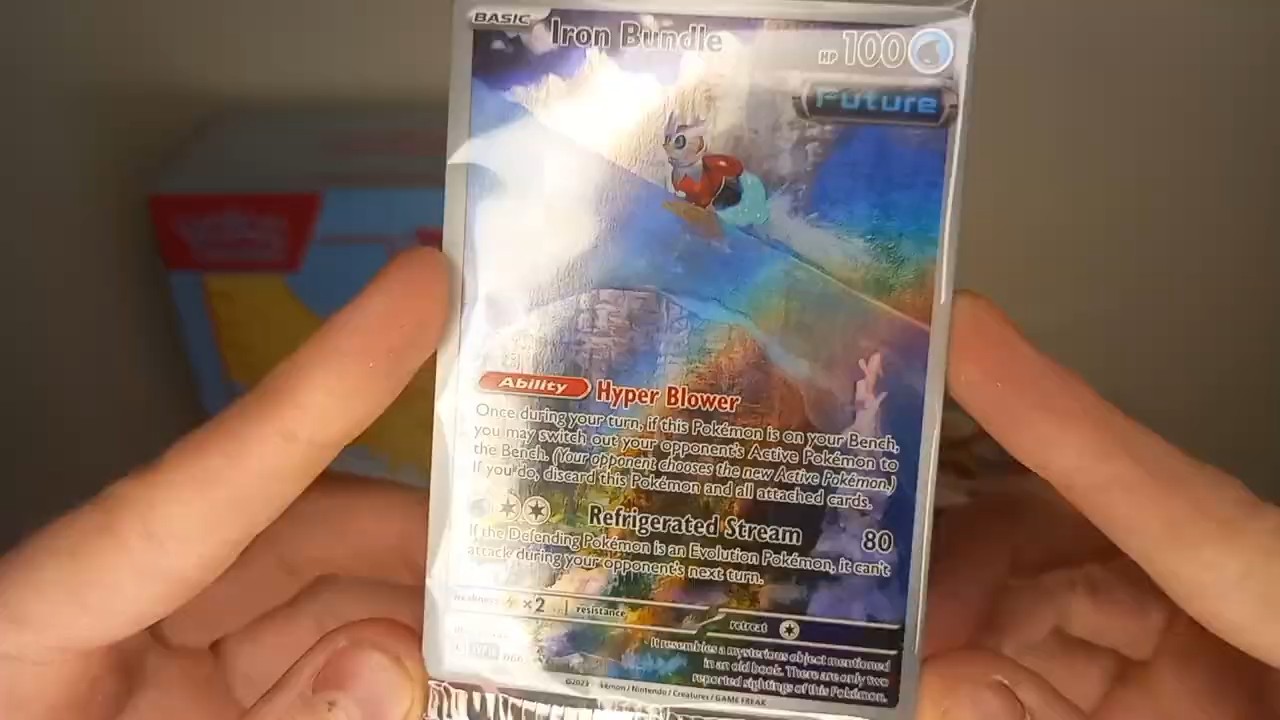 BASIC Iron Bundle HP 100
Future
Ability Hyper Blower
Once during your turn, if this Pokémon is on your Bench,
you may switch out your opponent's Active Pokémon to
the Bench. (Your opponent chooses the new Active Pokémon.)
If you do, discard this Pokémon and all attached cards.
Refrigerated Stream 80
If the Defending Pokémon is an Evolution Pokémon, it can't
attack during your opponent's next turn.
weakness ×2 resistance
retreat
It resembles a mysterious object mentioned
in an old book. There are only two
reported sightings of this Pokémon.
©2023 Pokémon / Nintendo / Creatures / GAME FREAK